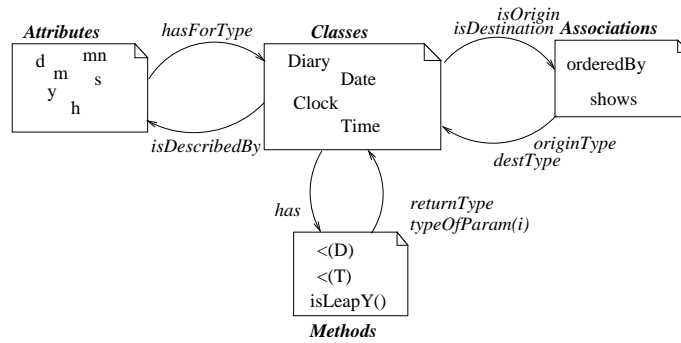 Attributes
d
mn
m
s
y
h
hasForType
isDescribedBy
Classes
Diary
Date
Clock
Time
isOrigin
isDestination
Associations
orderedBy
shows
originType
destType
has
returnType
typeOfParam(i)
<(D)
<(T)
isLeapY()
Methods